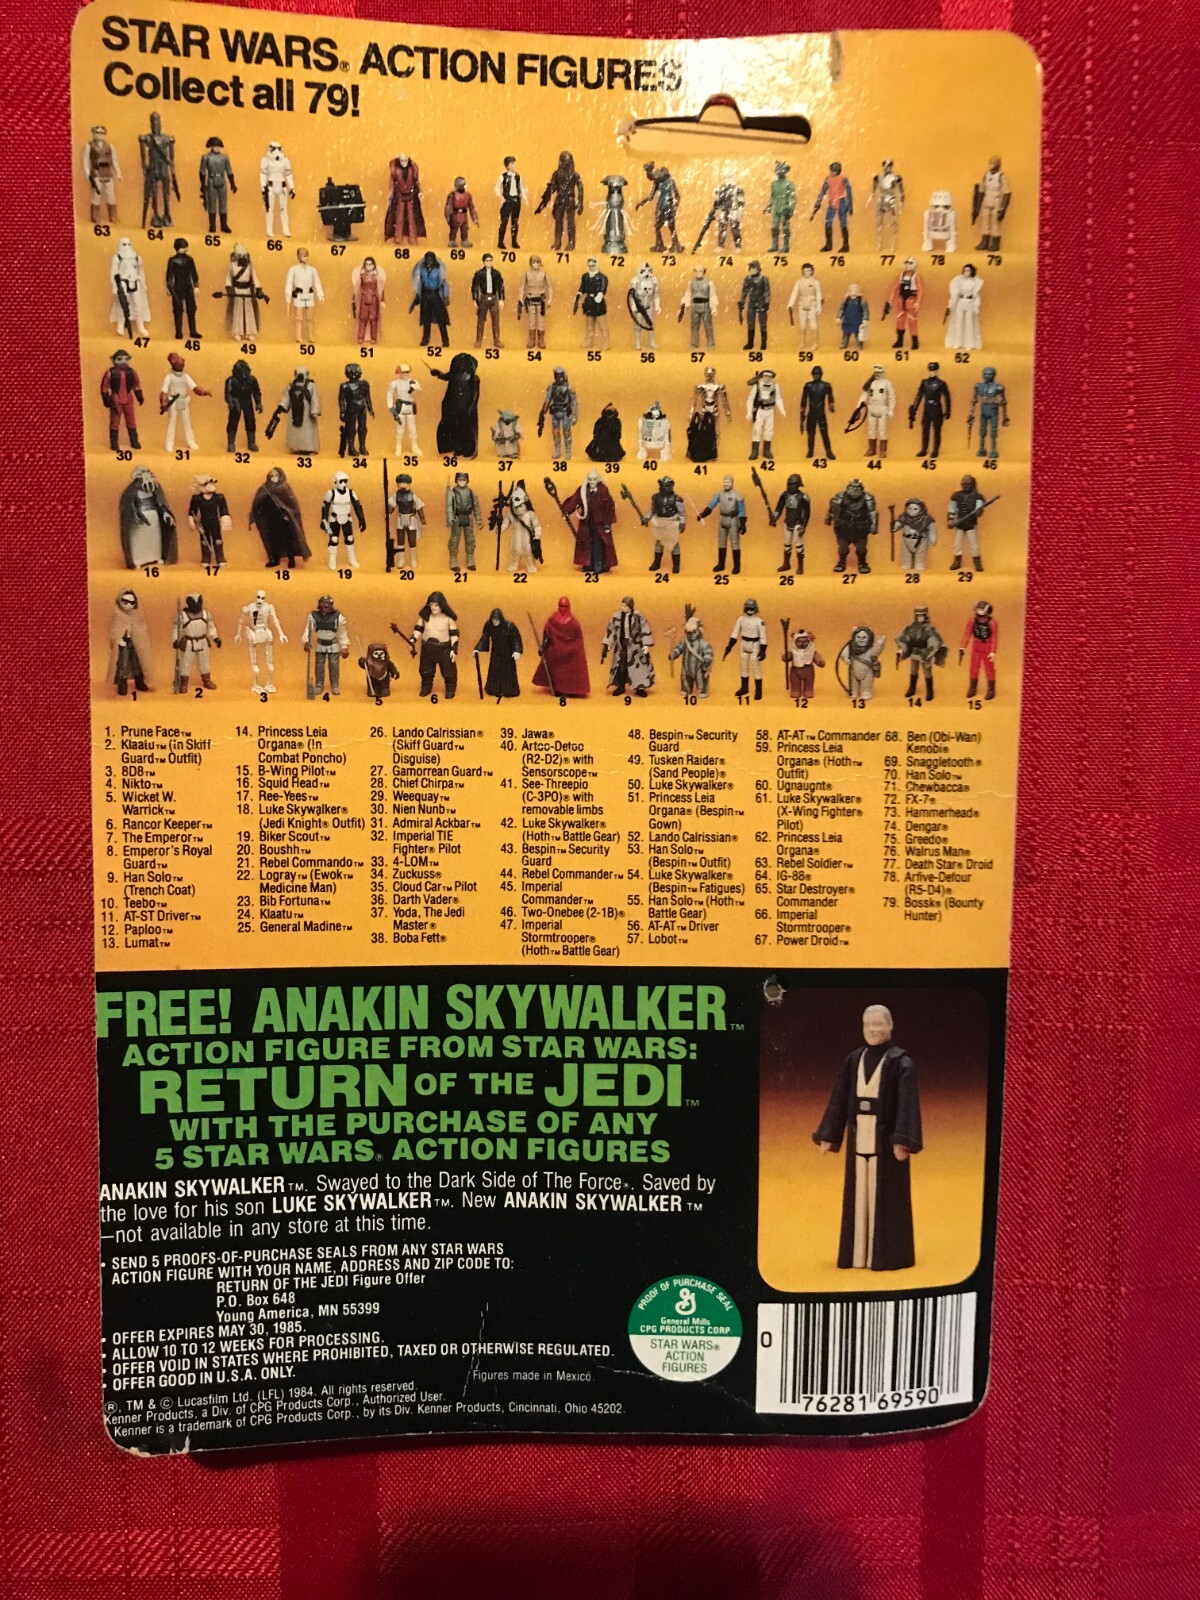 STAR WARS® ACTION FIGURES
Collect all 79!
63 64 65 66 67 68 69 70 71 72 73 74 75 76 77 78 79
47 48 49 50 51 52 53 54 55 56 57 58 59 60 61 62
30 31 32 33 34 35 36 37 38 39 40 41 42 43 44 45 46
16 17 18 19 20 21 22 23 24 25 26 27 28 29
1 2 3 4 5 6 7 8 9 10 11 12 13 14 15
1. Prune Face™
2. Klaatu™ (in Skiff
Guard™ Outfit)
3. 8D8™
4. Nikto™
5. Wicket W.
Warrick™
6. Rancor Keeper™
7. The Emperor™
8. Emperor's Royal
Guard™
9. Han Solo™
(Trench Coat)
10. Teebo™
11. AT-ST Driver™
12. Paploo™
13. Lumat™
14. Princess Leia
Organa® (In
Combat Poncho)
15. B-Wing Pilot™
16. Squid Head™
17. Ree-Yees™
18. Luke Skywalker®
(Jedi Knight® Outfit)
19. Biker Scout™
20. Boushh™
21. Rebel Commando™
22. Logray™ (Ewok™
Medicine Man)
23. Bib Fortuna™
24. Klaatu™
25. General Madine™
26. Lando Calrissian®
(Skiff Guard™
Disguise)
27. Gamorrean Guard™
28. Chief Chirpa™
29. Weequay™
30. Nien Nunb™
31. Admiral Ackbar™
32. Imperial TIE
Fighter® Pilot
33. 4-LOM™
34. Zuckuss®
35. Cloud Car™ Pilot
36. Darth Vader®
37. Yoda, The Jedi
Master®
38. Boba Fett®
39. Jawa®
40. Artoo-Detoo
(R2-D2)® with
Sensorscope™
41. See-Threepio
(C-3PO)® with
removable limbs
42. Luke Skywalker®
(Hoth™ Battle Gear)
43. Bespin™ Security
Guard
44. Rebel Commander™
45. Imperial
Commander™
46. Two-Onebee (2-1B)®
47. Imperial
Stormtrooper®
(Hoth™ Battle Gear)
48. Bespin™ Security
Guard
49. Tusken Raider®
(Sand People)®
50. Luke Skywalker®
51. Princess Leia
Organa® (Bespin™
Gown)
52. Lando Calrissian®
53. Han Solo™
(Bespin™ Outfit)
54. Luke Skywalker®
(Bespin™ Fatigues)
55. Han Solo™ (Hoth™
Battle Gear)
56. AT-AT™ Driver
57. Lobot™
58. AT-AT™ Commander
59. Princess Leia
Organa® (Hoth™
Outfit)
60. Ugnaught®
61. Luke Skywalker®
(X-Wing Fighter®
Pilot)
62. Princess Leia
Organa®
63. Rebel Soldier™
64. IG-88®
65. Star Destroyer®
Commander
66. Imperial
Stormtrooper®
67. Power Droid™
68. Ben (Obi-Wan)
Kenobi®
69. Snaggletooth®
70. Han Solo™
71. Chewbacca®
72. FX-7®
73. Hammerhead®
74. Dengar®
75. Greedo®
76. Walrus Man®
77. Death Star® Droid
78. Arfive-Defour
(R5-D4)®
79. Bossk® (Bounty
Hunter)
FREE! ANAKIN SKYWALKER™
ACTION FIGURE FROM STAR WARS:
RETURN OF THE JEDI™
WITH THE PURCHASE OF ANY
5 STAR WARS® ACTION FIGURES
ANAKIN SKYWALKER™. Swayed to the Dark Side of The Force®. Saved by
the love for his son LUKE SKYWALKER™. New ANAKIN SKYWALKER™
—not available in any store at this time.
• SEND 5 PROOFS-OF-PURCHASE SEALS FROM ANY STAR WARS
ACTION FIGURE WITH YOUR NAME, ADDRESS AND ZIP CODE TO:
RETURN OF THE JEDI Figure Offer
P.O. Box 648
Young America, MN 55399
• OFFER EXPIRES MAY 30, 1985.
• ALLOW 10 TO 12 WEEKS FOR PROCESSING.
• OFFER VOID IN STATES WHERE PROHIBITED, TAXED OR OTHERWISE REGULATED.
• OFFER GOOD IN U.S.A. ONLY.
Figures made in Mexico.
®, TM & © Lucasfilm Ltd. (LFL) 1984. All rights reserved.
Kenner Products, a Div. of CPG Products Corp., Authorized User.
Kenner is a trademark of CPG Products Corp., by its Div. Kenner Products, Cincinnati, Ohio 45202.
PROOF OF PURCHASE SEAL
G
General Mills
CPG PRODUCTS CORP.
STAR WARS®
ACTION
FIGURES
0 76281 69590